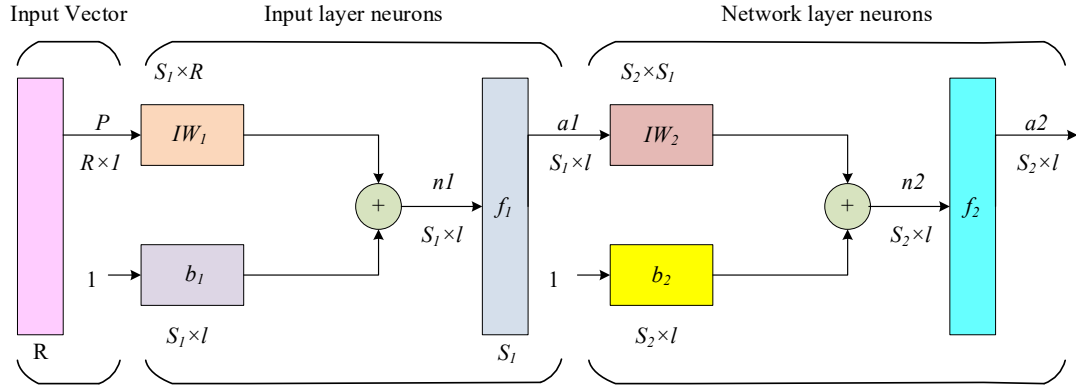 Input Vector
Input layer neurons
Network layer neurons
S₁×R
S₂×S₁
P
R×1
IW₁
a1
S₁×l
IW₂
a2
S₂×l
+
n1
S₁×l
f₁
+
n2
S₂×l
f₂
1
b₁
1
b₂
S₁×l
S₂×l
R
S₁